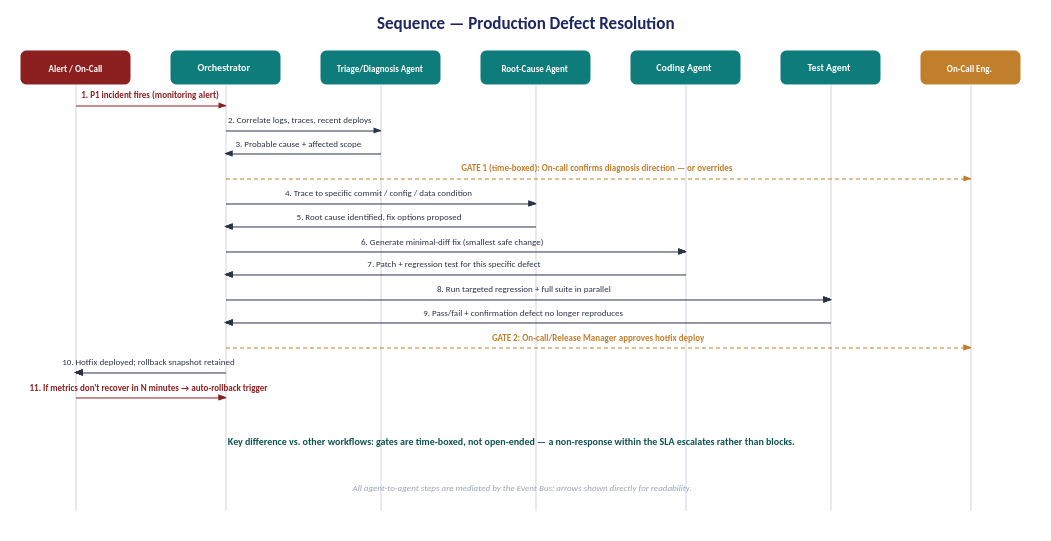 Sequence — Production Defect Resolution
Alert / On-Call
Orchestrator
Triage/Diagnosis Agent
Root-Cause Agent
Coding Agent
Test Agent
On-Call Eng.
1. P1 incident fires (monitoring alert)
2. Correlate logs, traces, recent deploys
3. Probable cause + affected scope
GATE 1 (time-boxed): On-call confirms diagnosis direction — or overrides
4. Trace to specific commit / config / data condition
5. Root cause identified, fix options proposed
6. Generate minimal-diff fix (smallest safe change)
7. Patch + regression test for this specific defect
8. Run targeted regression + full suite in parallel
9. Pass/fail + confirmation defect no longer reproduces
GATE 2: On-call/Release Manager approves hotfix deploy
10. Hotfix deployed; rollback snapshot retained
11. If metrics don't recover in N minutes → auto-rollback trigger
Key difference vs. other workflows: gates are time-boxed, not open-ended — a non-response within the SLA escalates rather than blocks.
All agent-to-agent steps are mediated by the Event Bus; arrows shown directly for readability.